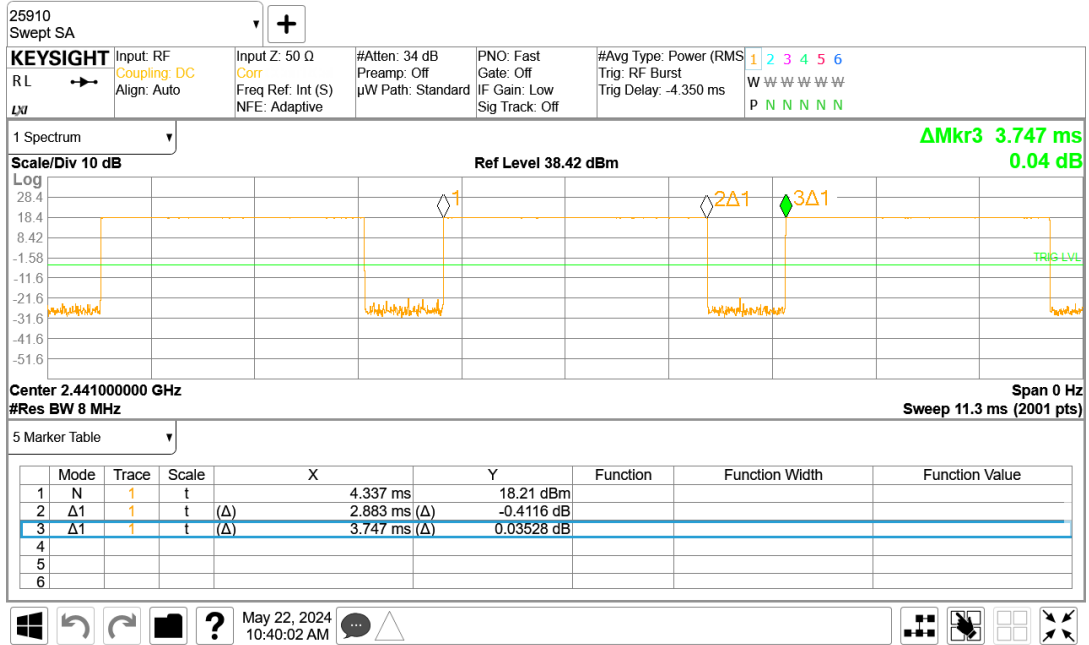 25910
Swept SA
KEYSIGHT
R L
LXI
Input: RF
Coupling: DC
Align: Auto
Input Z: 50 Ω
Corr
Freq Ref: Int (S)
NFE: Adaptive
#Atten: 34 dB
Preamp: Off
µW Path: Standard
PNO: Fast
Gate: Off
IF Gain: Low
Sig Track: Off
#Avg Type: Power (RMS
Trig: RF Burst
Trig Delay: -4.350 ms
1 2 3 4 5 6
W W W W W W
P N N N N N
1 Spectrum
ΔMkr3 3.747 ms
0.04 dB
Scale/Div 10 dB
Ref Level 38.42 dBm
Log
28.4
18.4
8.42
-1.58
-11.6
-21.6
-31.6
-41.6
-51.6
1
2Δ1
3Δ1
TRIG LVL
Center 2.441000000 GHz
Span 0 Hz
#Res BW 8 MHz
Sweep 11.3 ms (2001 pts)
5 Marker Table
Mode Trace Scale X Y Function Function Width Function Value
1 N 1 t 4.337 ms 18.21 dBm
2 Δ1 1 t (Δ) 2.883 ms (Δ) -0.4116 dB
3 Δ1 1 t (Δ) 3.747 ms (Δ) 0.03528 dB
4
5
6
?
May 22, 2024
10:40:02 AM